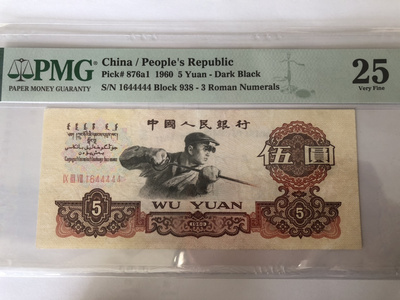 PMG
PAPER MONEY GUARANTY
China / People's Republic
Pick# 876a1 1960 5 Yuan - Dark Black
S/N 1644444 Block 938 - 3 Roman Numerals
25
Very Fine
中國人民銀行
伍圓
1644444
5
WU YUAN
5